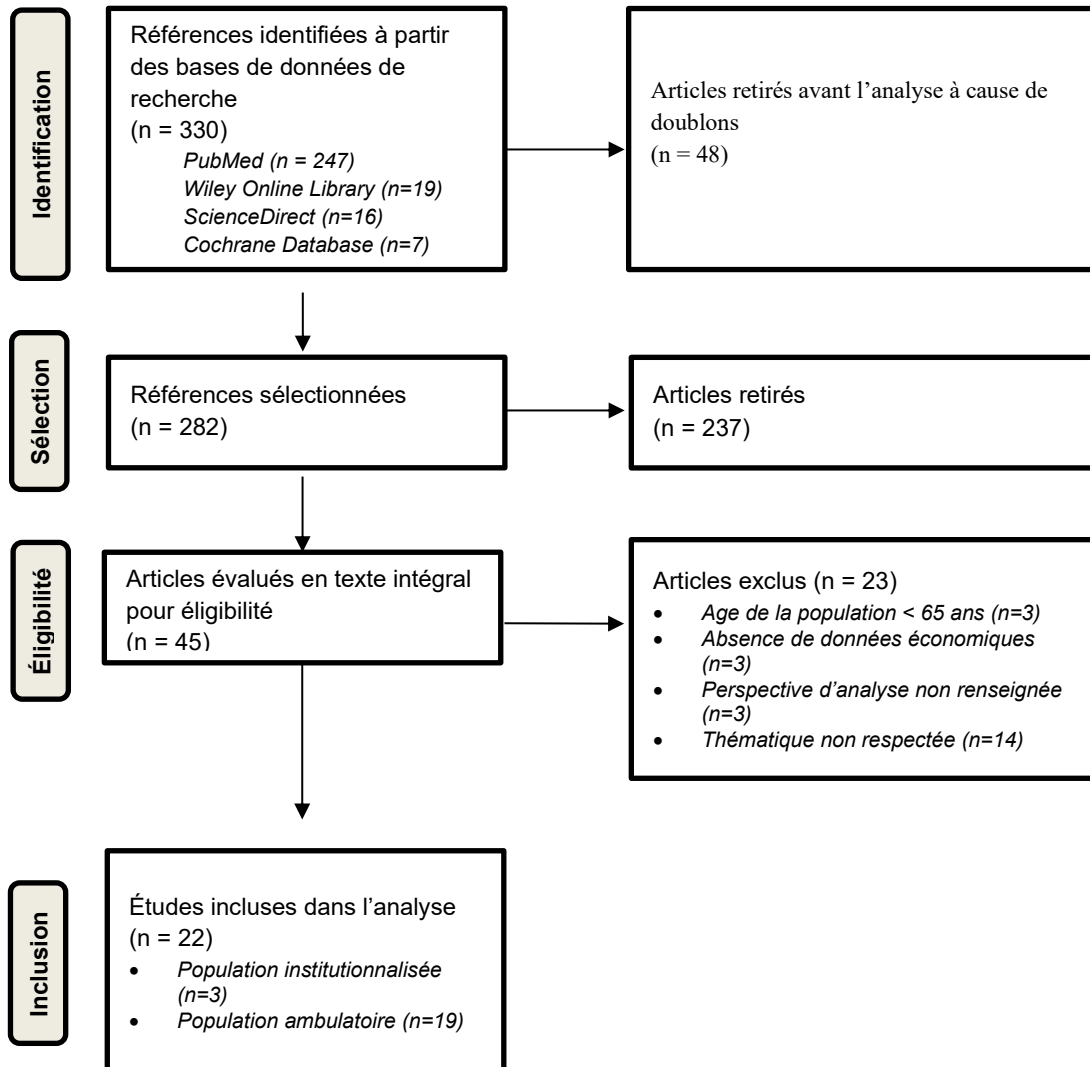 Identification
Références identifiées à partir
des bases de données de
recherche
(n = 330)
PubMed (n = 247)
Wiley Online Library (n=19)
ScienceDirect (n=16)
Cochrane Database (n=7)
Articles retirés avant l’analyse à cause de
doublons
(n = 48)
Sélection
Références sélectionnées
(n = 282)
Articles retirés
(n = 237)
Éligibilité
Articles évalués en texte intégral
pour éligibilité
(n = 45)
Articles exclus (n = 23)
• Age de la population < 65 ans (n=3)
• Absence de données économiques
(n=3)
• Perspective d’analyse non renseignée
(n=3)
• Thématique non respectée (n=14)
Inclusion
Études incluses dans l’analyse
(n = 22)
• Population institutionnalisée
(n=3)
• Population ambulatoire (n=19)